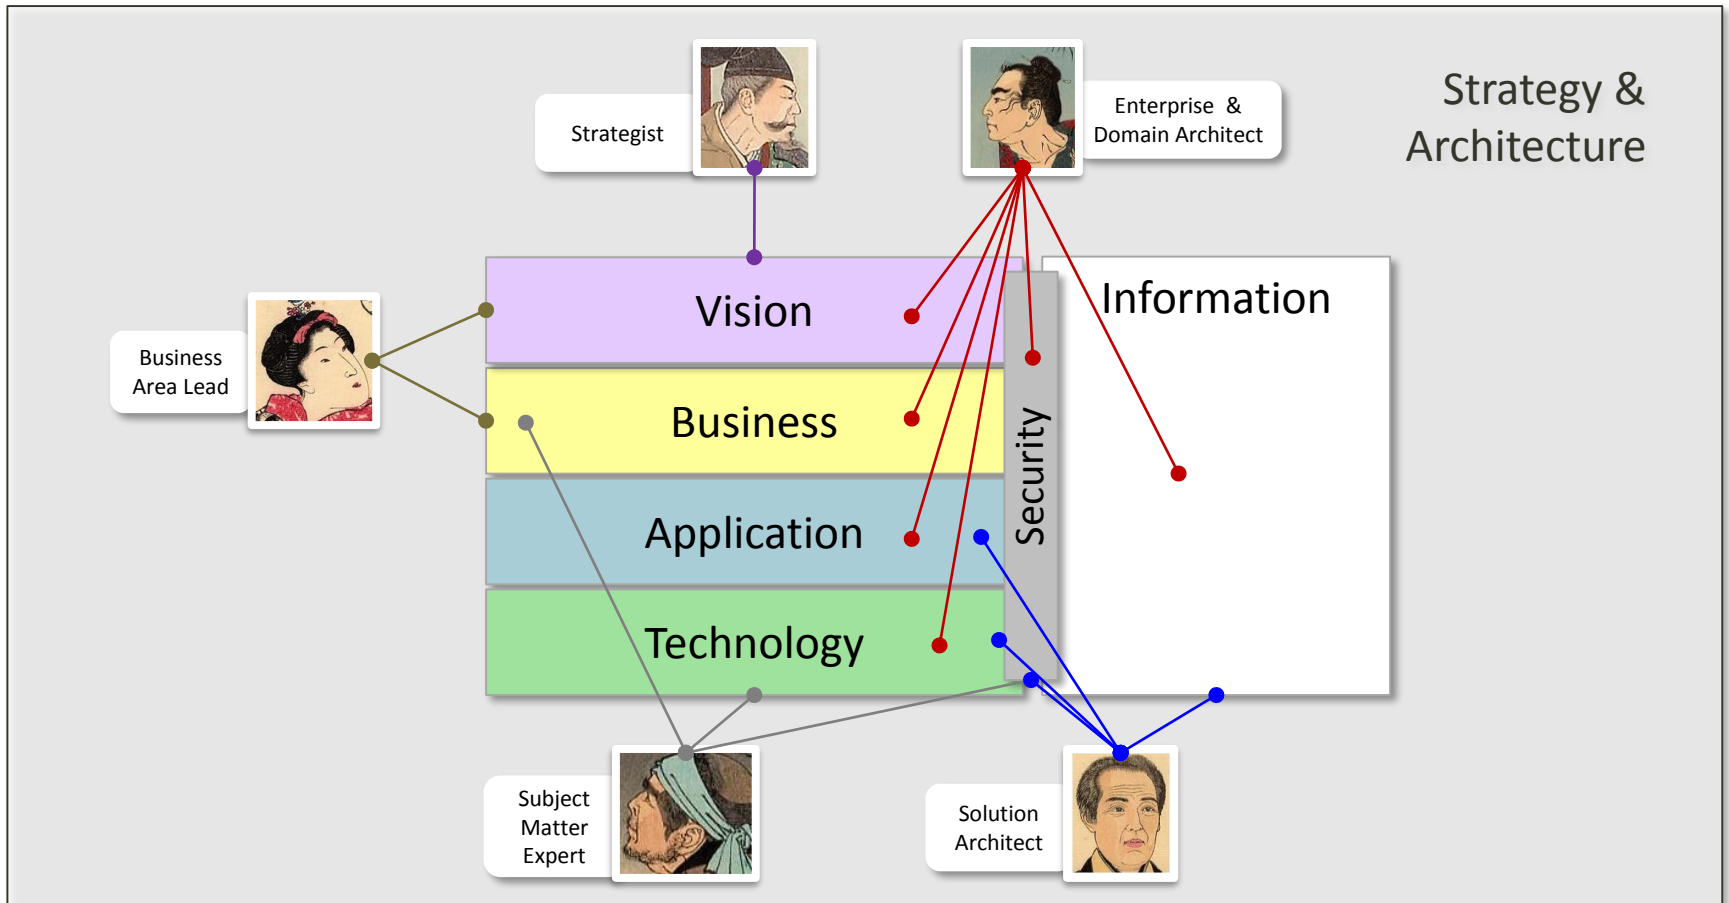 Strategy &
Architecture
Strategist
Enterprise &
Domain Architect
Business
Area Lead
Vision
Business
Application
Technology
Security
Information
Subject
Matter
Expert
Solution
Architect